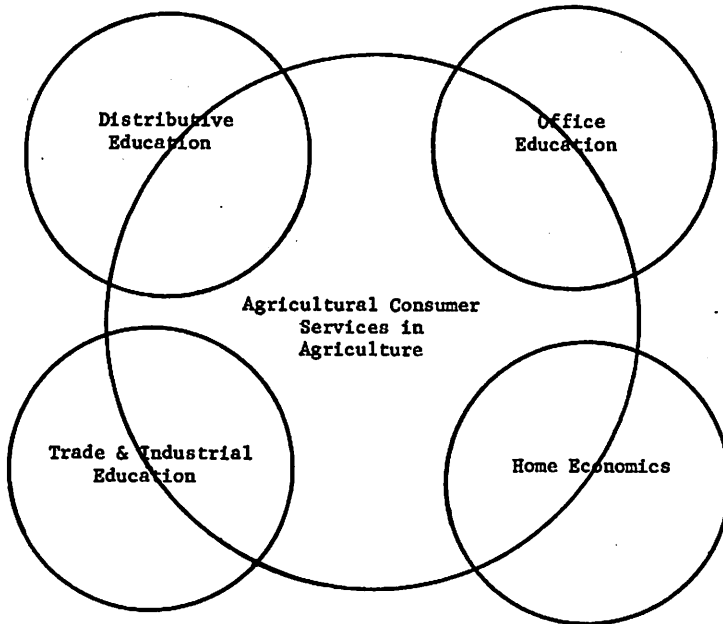 Distributive
Education
Office
Education
Agricultural Consumer
Services in
Agriculture
Trade & Industrial
Education
Home Economics